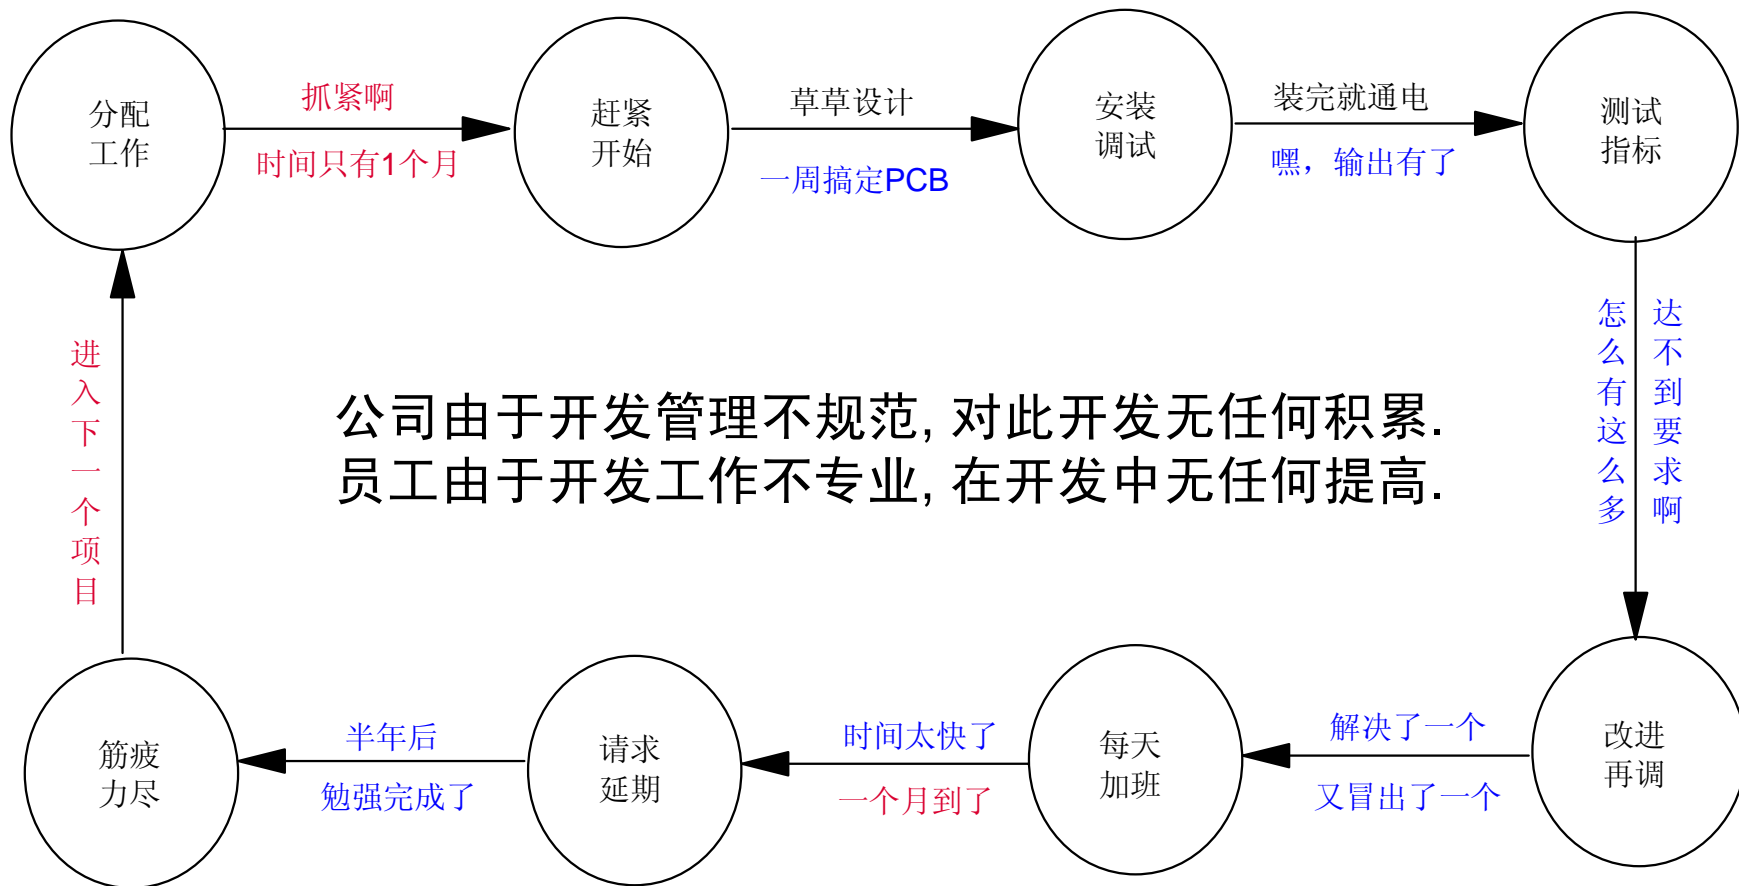 分配
工作
抓紧啊
时间只有1个月
赶紧
开始
草草设计
一周搞定PCB
安装
调试
装完就通电
嘿，输出有了
测试
指标
怎么有这么多
达不到要求啊
公司由于开发管理不规范, 对此开发无任何积累.
员工由于开发工作不专业, 在开发中无任何提高.
改进
再调
解决了一个
又冒出了一个
每天
加班
时间太快了
一个月到了
请求
延期
半年后
勉强完成了
筋疲
力尽
进入下一个项目